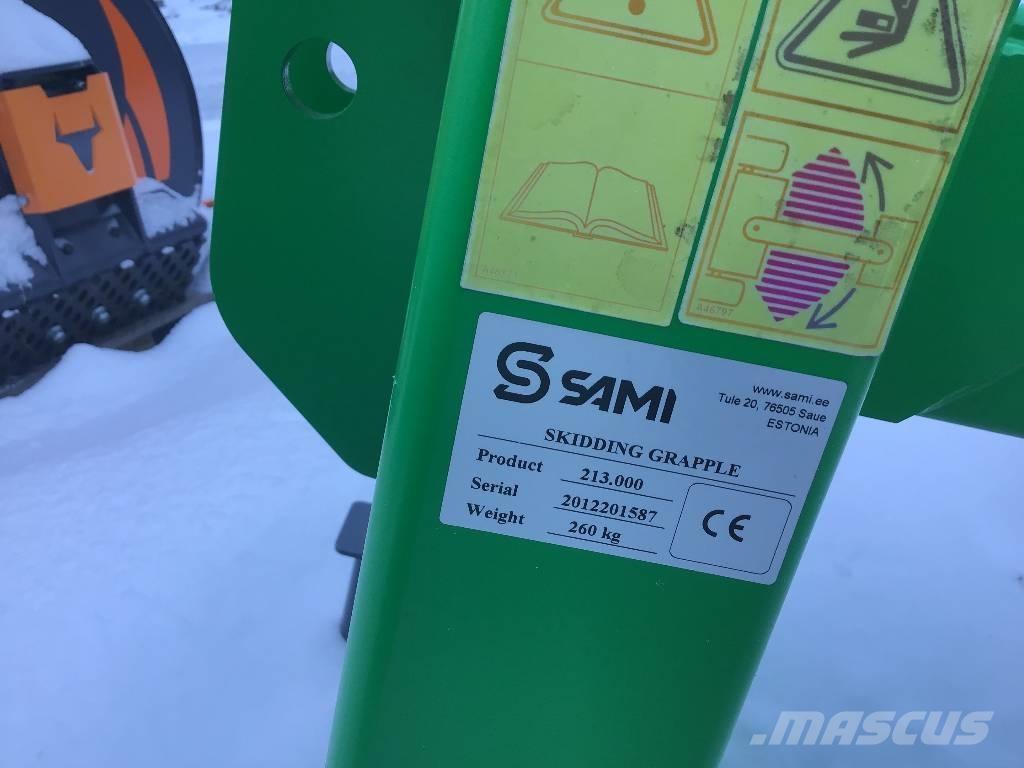 A46797
SAMI
www.sami.ee
Tule 20, 76505 Saue
ESTONIA
SKIDDING GRAPPLE
Product 213.000
Serial 2012201587
Weight 260 kg
CE
MASCUS